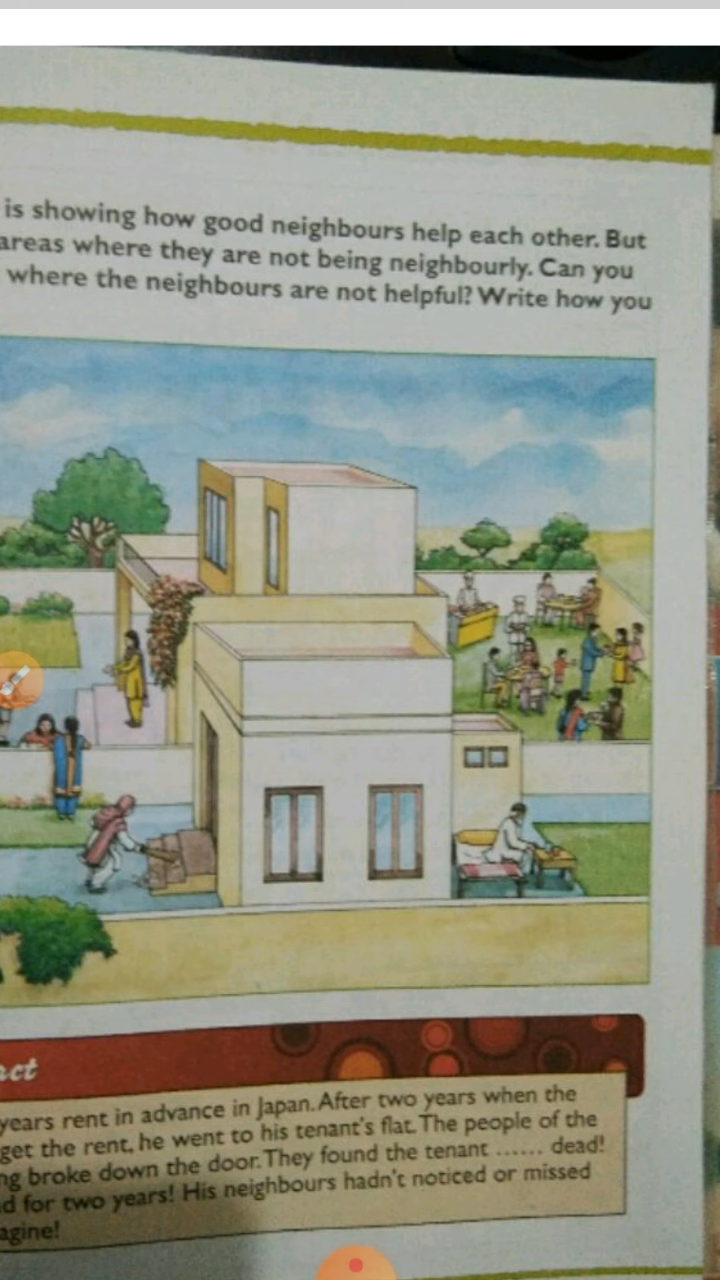 is showing how good neighbours help each other. But
areas where they are not being neighbourly. Can you
where the neighbours are not helpful? Write how you
years rent in advance in Japan. After two years when the
get the rent, he went to his tenant's flat. The people of the
broke down the door. They found the tenant ...... dead!
for two years! His neighbours hadn't noticed or missed